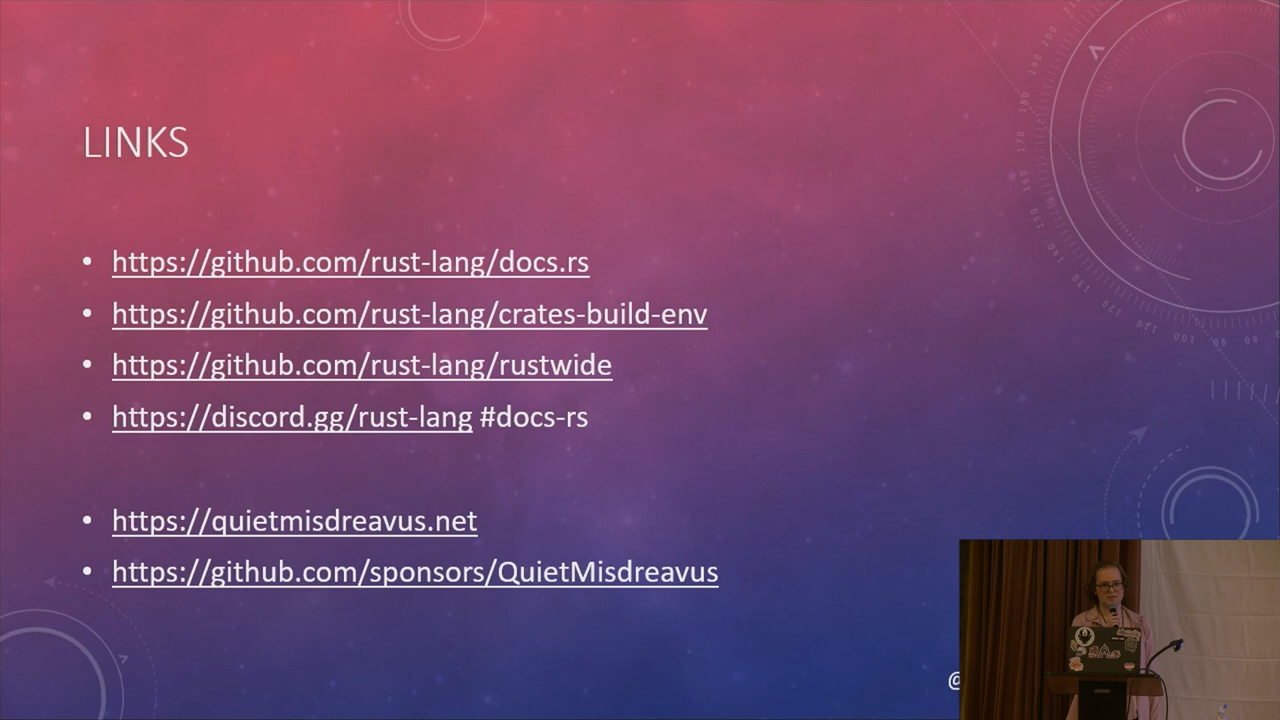 LINKS
https://github.com/rust-lang/docs.rs
https://github.com/rust-lang/crates-build-env
https://github.com/rust-lang/rustwide
https://discord.gg/rust-lang #docs-rs
https://quietmisdreavus.net
https://github.com/sponsors/QuietMisdreavus
@